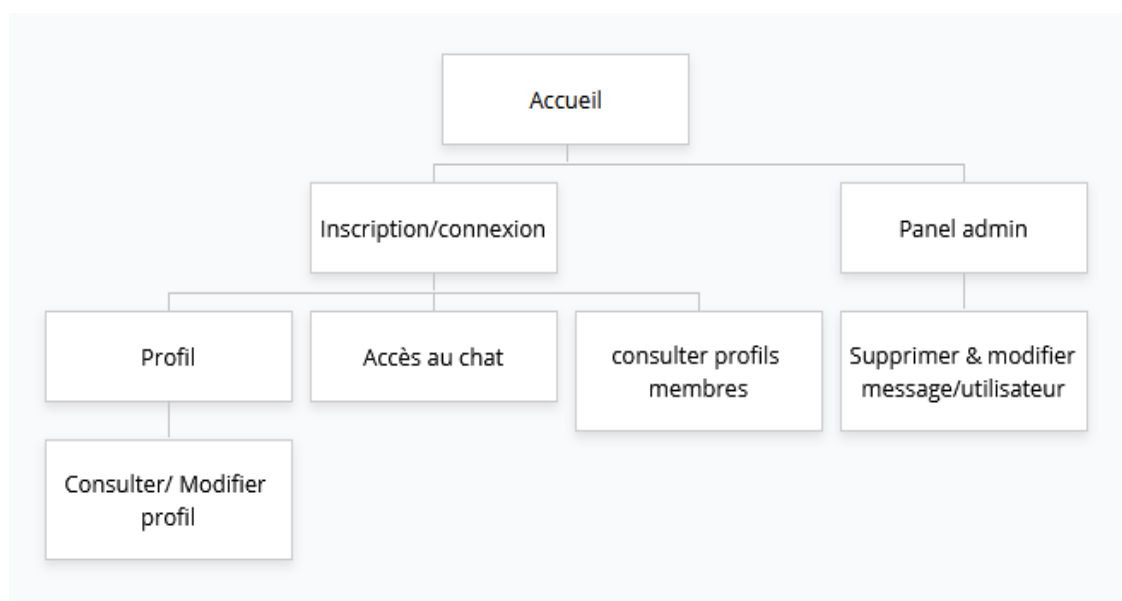 Accueil
Inscription/connexion
Panel admin
Profil
Accès au chat
consulter profils
membres
Supprimer & modifier
message/utilisateur
Consulter/ Modifier
profil